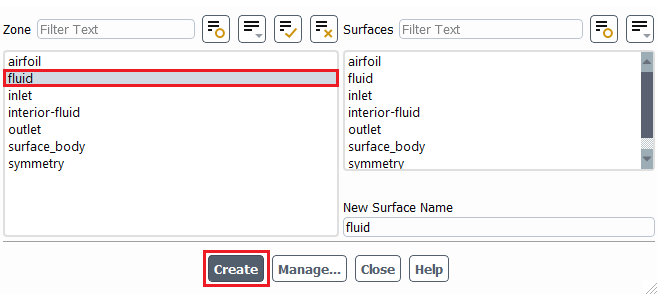 Zone Filter Text
airfoil
fluid
inlet
interior-fluid
outlet
surface_body
symmetry
Surfaces Filter Text
airfoil
fluid
inlet
interior-fluid
outlet
surface_body
symmetry
New Surface Name
fluid
Create Manage... Close Help